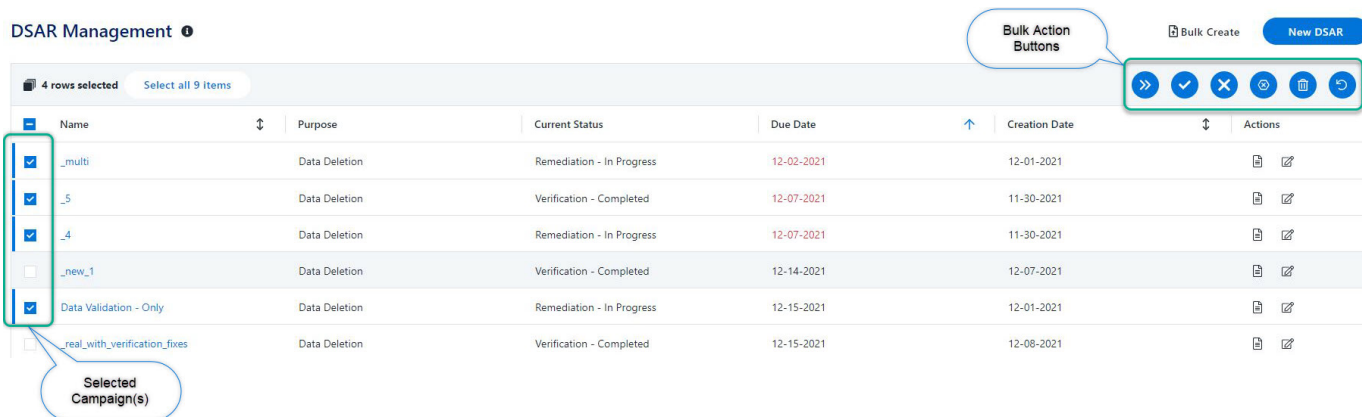 DSAR Management
Bulk Action
Buttons
Bulk Create
New DSAR
4 rows selected Select all 9 items
Name Purpose Current Status Due Date Creation Date Actions
_multi Data Deletion Remediation - In Progress 12-02-2021 12-01-2021
_5 Data Deletion Verification - Completed 12-07-2021 11-30-2021
_4 Data Deletion Remediation - In Progress 12-07-2021 11-30-2021
_new_1 Data Deletion Verification - Completed 12-14-2021 12-07-2021
Data Validation - Only Data Deletion Remediation - In Progress 12-15-2021 12-01-2021
_real_with_verification_fixes Data Deletion Verification - Completed 12-15-2021 12-08-2021
Selected
Campaign(s)